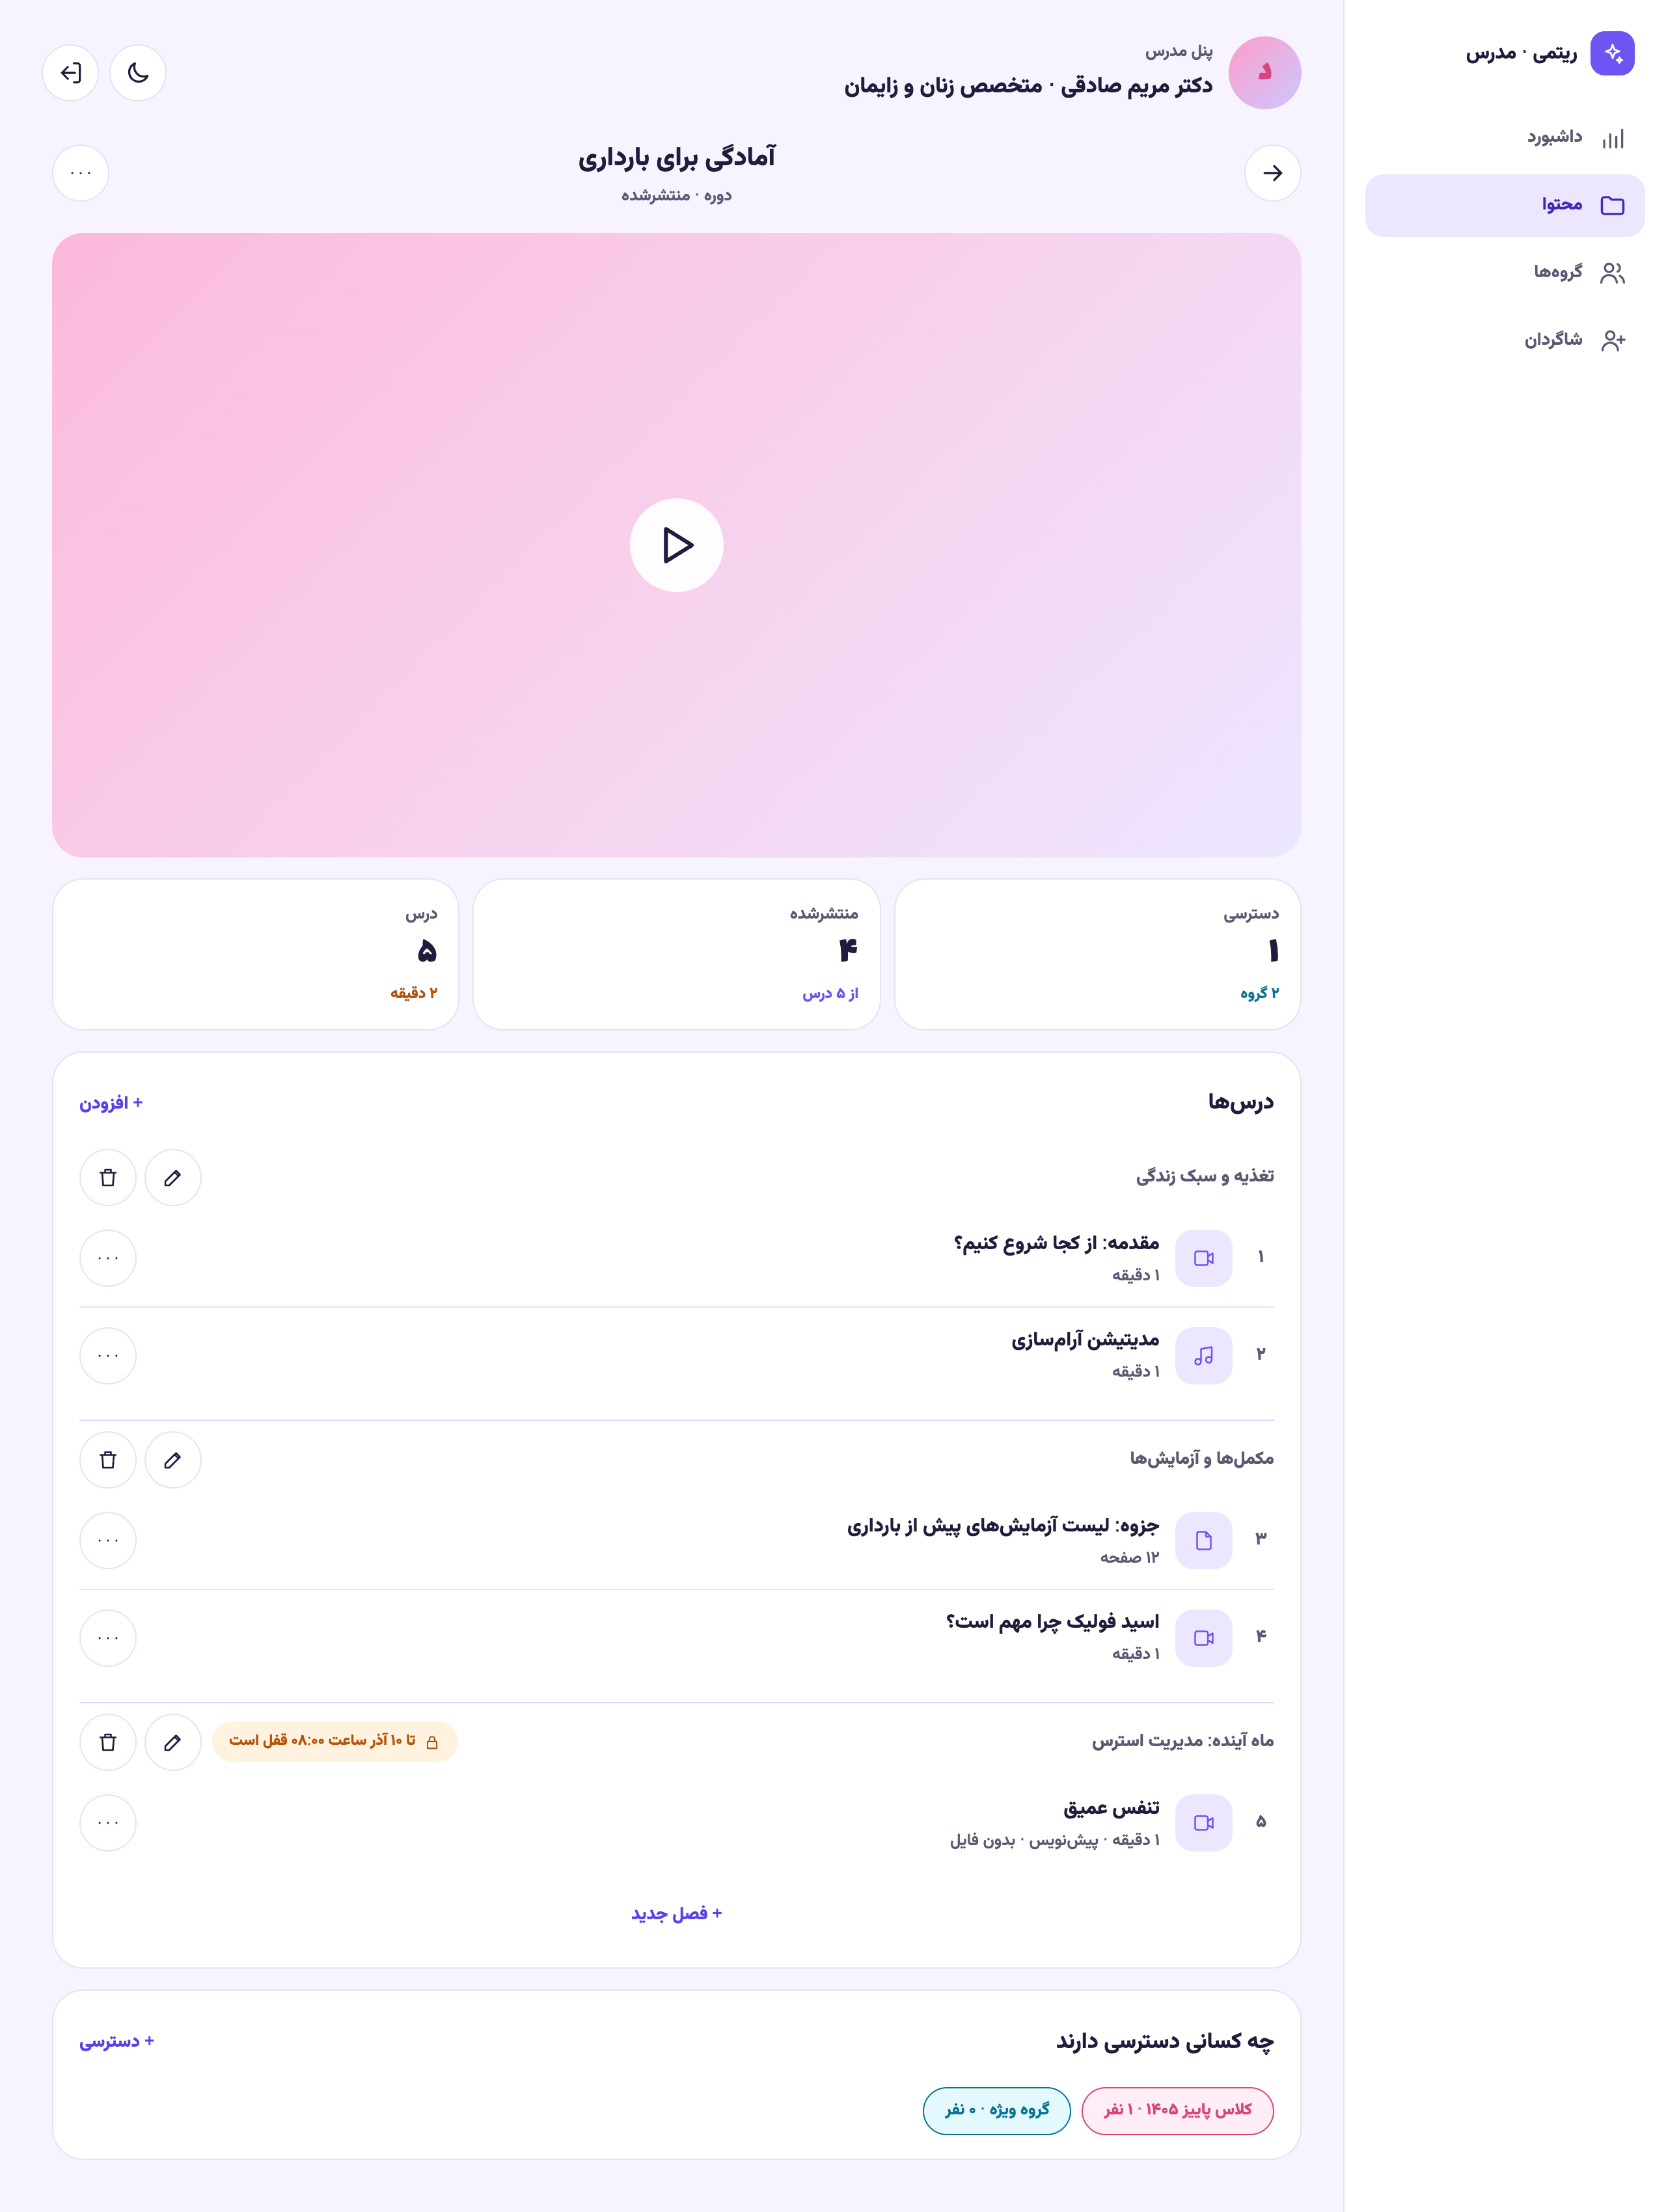 ریتمی · مدرس
داشبورد
محتوا
گروه‌ها
شاگردان
پنل مدرس
دکتر مریم صادقی · متخصص زنان و زایمان
د
آمادگی برای بارداری
دوره · منتشرشده
دسترسی
۱
۲ گروه
منتشرشده
۴
از ۵ درس
درس
۵
۲ دقیقه
درس‌ها
+ افزودن
تغذیه و سبک زندگی
۱
مقدمه: از کجا شروع کنیم؟
۱ دقیقه
۲
مدیتیشن آرام‌سازی
۱ دقیقه
مکمل‌ها و آزمایش‌ها
۳
جزوه: لیست آزمایش‌های پیش از بارداری
۱۲ صفحه
۴
اسید فولیک چرا مهم است؟
۱ دقیقه
ماه آینده: مدیریت استرس
تا ۱۰ آذر ساعت ۰۸:۰۰ قفل است
۵
تنفس عمیق
۱ دقیقه · پیش‌نویس · بدون فایل
+ فصل جدید
چه کسانی دسترسی دارند
+ دسترسی
کلاس پاییز ۱۴۰۵ · ۱ نفر
گروه ویژه · ۰ نفر